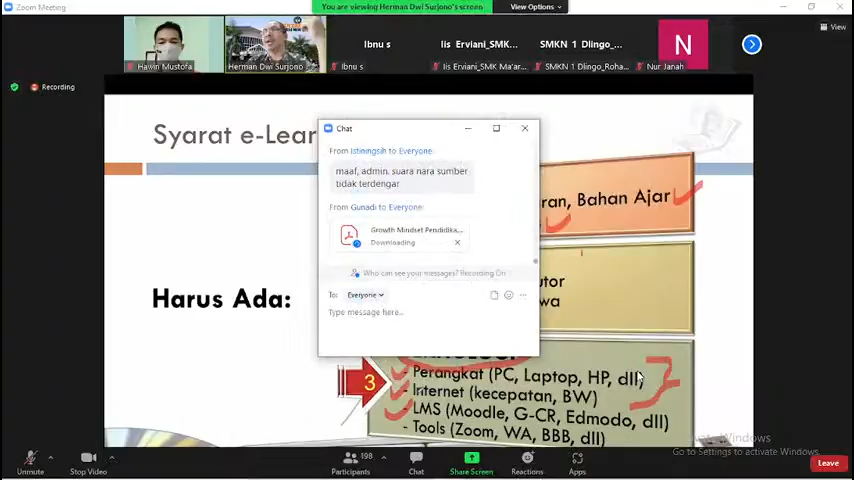 Zoom Meeting
You are viewing Herman Dwi Surjono's screen
View Options
View
Hawin Mustofa
Herman Dwi Surjono
Ibnu s
Ibnu s
Iis Erviani_SMK...
Iis Erviani_SMK Ma'ar...
SMKN 1 Dlingo_...
SMKN 1 Dlingo_Roha...
N
Nur Janah
Recording
Syarat e-Lear
Chat
From Istiningsih to Everyone:
maaf, admin. suara nara sumber
tidak terdengar
From Gunadi to Everyone:
Growth Mindset Pendidika...
Downloading
Who can see your messages? Recording On
To: Everyone
Type message here...
ran, Bahan Ajar
utor
wa
Harus Ada:
3
- Perangkat (PC, Laptop, HP, dll)
- Internet (kecepatan, BW)
- LMS (Moodle, G-CR, Edmodo, dll)
- Tools (Zoom, WA, BBB, dll)
Activate Windows
Go to Settings to activate Windows.
Unmute
Stop Video
198
Participants
Chat
Share Screen
Reactions
Apps
Leave